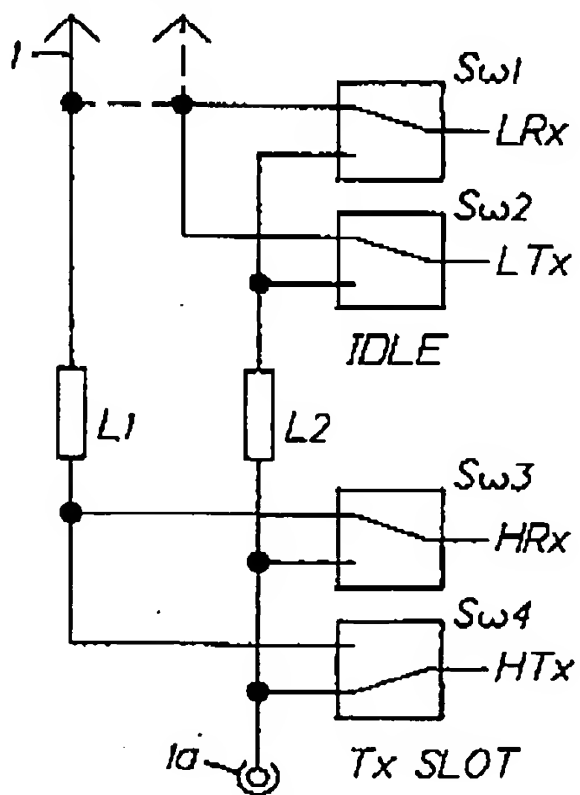 1
Sw1
LRx
Sw2
LTx
IDLE
L1
L2
Sw3
HRx
Sw4
HTx
1a
Tx SLOT